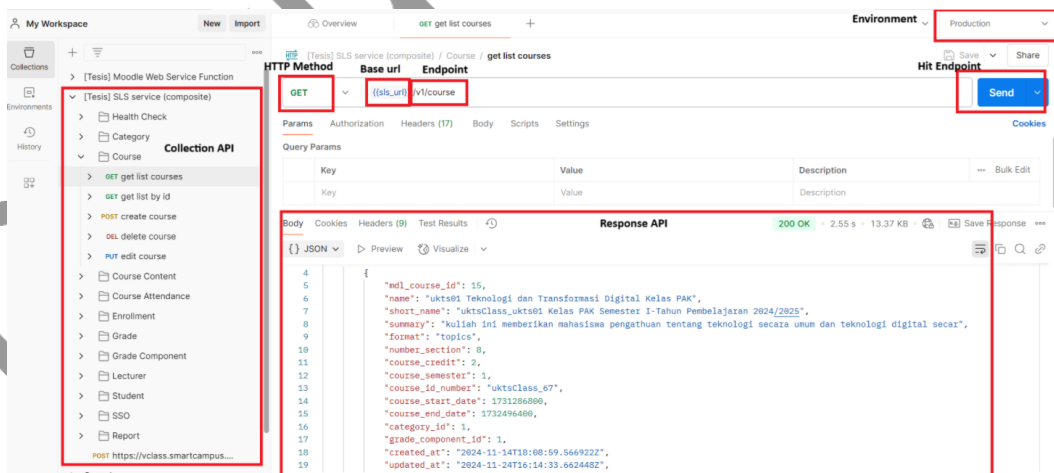 My Workspace
New
Import
Overview
GET get list courses
Environment
Production
Collections
Environments
History
[Tesis] Moodle Web Service Function
[Tesis] SLS service (composite)
Health Check
Category
Course
Collection API
GET get list courses
GET get list by id
POST create course
DEL delete course
PUT edit course
Course Content
Course Attendance
Enrollment
Grade
Grade Component
Lecturer
Student
SSO
Report
POST https://vclass.smartcampus....
HTTP [Tesis] SLS service (composite) / Course / get list courses
Save
Share
HTTP Method
Base url
Endpoint
Hit Endpoint
GET
{{sls_url}}/v1/course
Send
Params Authorization Headers (17) Body Scripts Settings
Cookies
Query Params
Key Value Description
Bulk Edit
Key Value Description
Body Cookies Headers (9) Test Results
Response API
200 OK 2.55 s 13.37 KB
Save Response
{} JSON Preview Visualize
4 {
5 "mdl_course_id": 15,
6 "name": "ukts01 Teknologi dan Transformasi Digital Kelas PAK",
7 "short_name": "uktsClass_ukts01 Kelas PAK Semester I-Tahun Pembelajaran 2024/2025",
8 "summary": "kuliah ini memberikan mahasiswa pengathuan tentang teknologi secara umum dan teknologi digital secar",
9 "format": "topics",
10 "number_section": 8,
11 "course_credit": 2,
12 "course_semester": 1,
13 "course_id_number": "uktsClass_67",
14 "course_start_date": 1731286800,
15 "course_end_date": 1732496400,
16 "category_id": 1,
17 "grade_component_id": 1,
18 "created_at": "2024-11-14T18:08:59.566922Z",
19 "updated_at": "2024-11-24T16:14:33.662448Z",